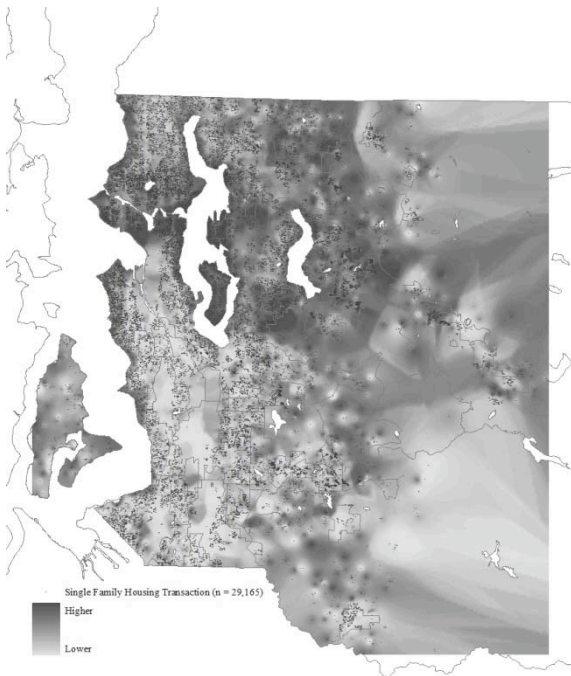 Single Family Housing Transaction (n = 29,165)
Higher
Lower